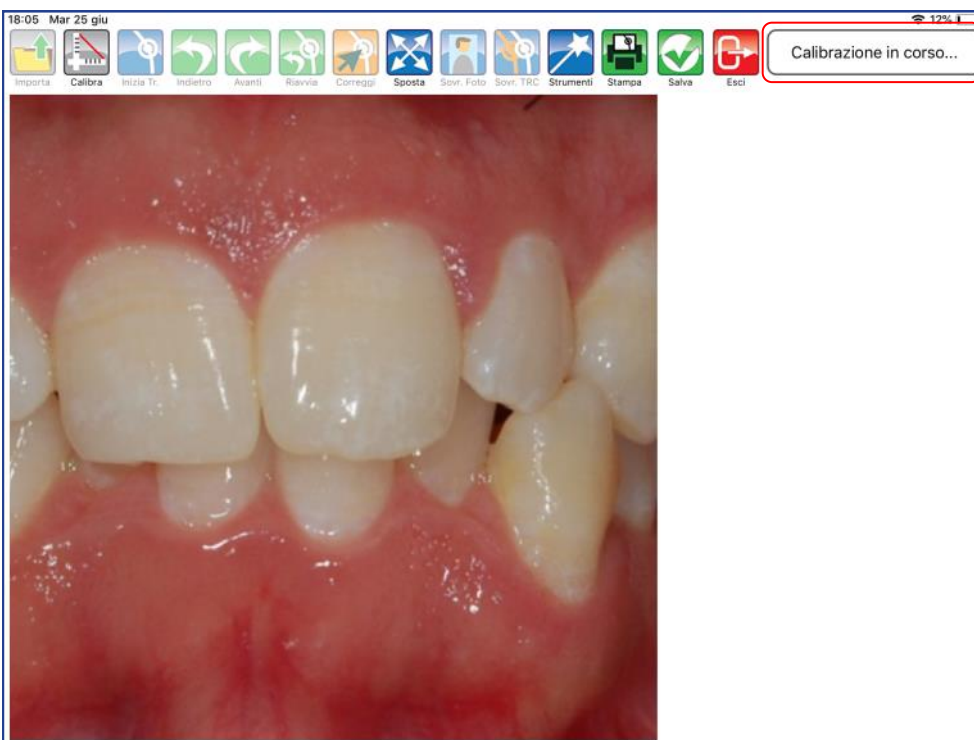 18:05 Mar 25 giu 12%
Importa Calibra Inizia Tr. Indietro Avanti Riavvia Correggi Sposta Sovr. Foto Sovr. TRC Strumenti Stampa Salva Esci
Calibrazione in corso...